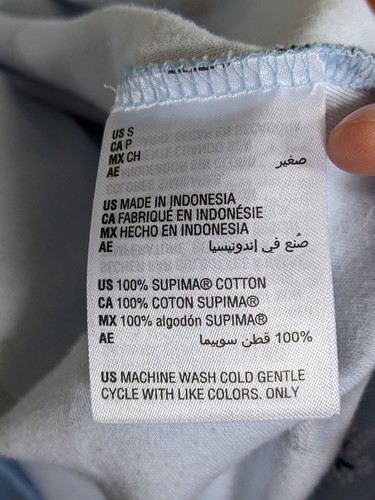 US S
CA P
MX CH
AE صغير
US MADE IN INDONESIA
CA FABRIQUÉ EN INDONÉSIE
MX HECHO EN INDONESIA
AE صُنع في إندونيسيا
US 100% SUPIMA® COTTON
CA 100% COTON SUPIMA®
MX 100% algodón SUPIMA®
AE 100% قطن سوبيما
US MACHINE WASH COLD GENTLE
CYCLE WITH LIKE COLORS. ONLY